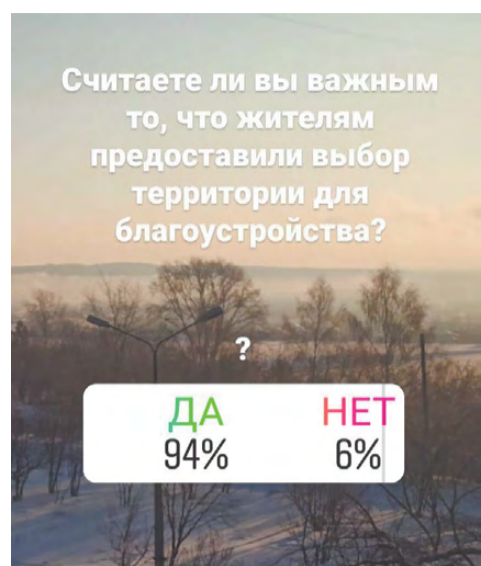 Считаете ли вы важным
то, что жителям
предоставили выбор
территории для
благоустройства?
?
ДА НЕТ
94% 6%